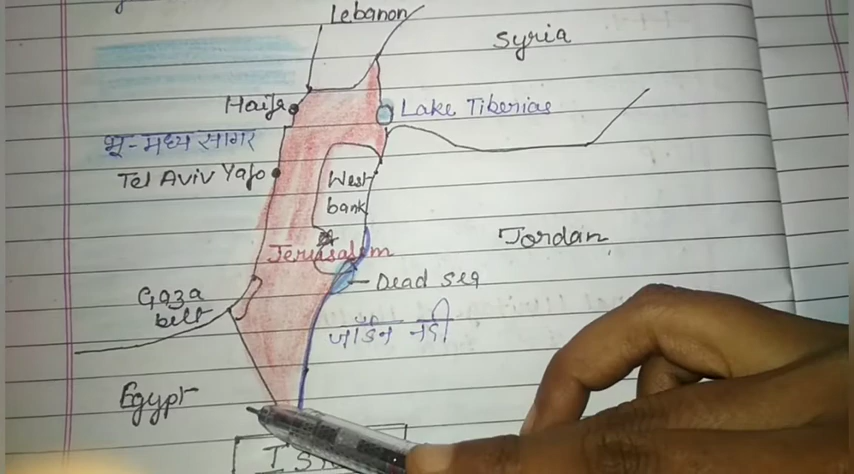 Lebanon
Syria
Haifa
Lake Tiberias
भू-मध्य सागर
Tel Aviv Yafo
West
bank
Jerusalem
Jordan
Gaza
belt
Dead sea
जॉर्डन नदी
Egypt